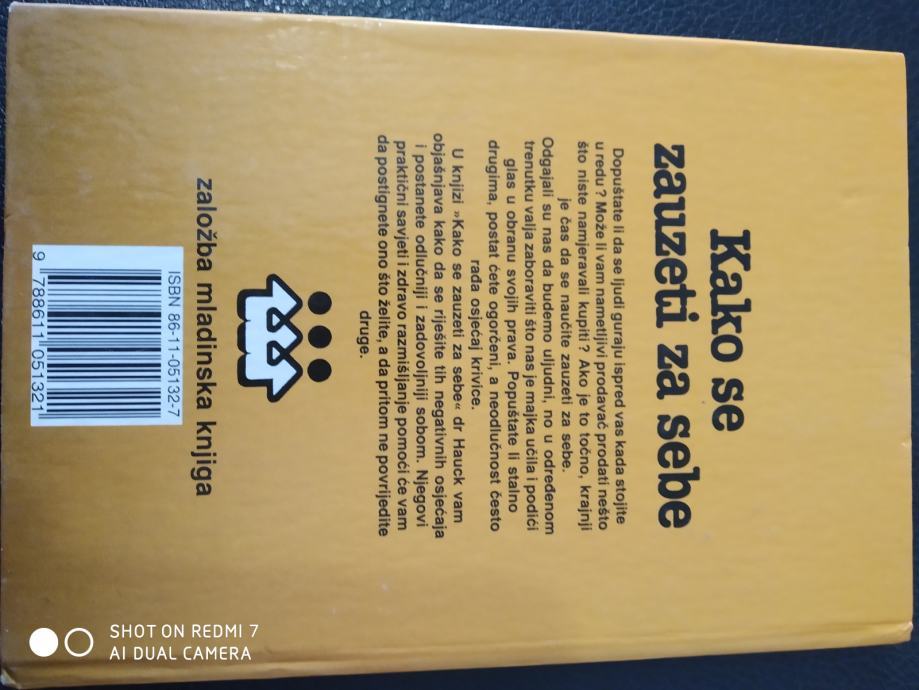 Kako se
zauzeti za sebe
Dopuštate li da se ljudi guraju ispred vas kada stojite
u redu? Može li vam nametljivi prodavač prodati nešto
što niste namjeravali kupiti? Ako je to točno, krajnji
je čas da se naučite zauzeti za sebe.
Odgajali su nas da budemo uljudni, no u određenom
trenutku valja zaboraviti što nas je majka učila i podići
glas u obranu svojih prava. Popuštate li stalno
drugima, postat ćete ogorčeni, a neodlučnost često
rađa osjećaj krivice.
U knjizi »Kako se zauzeti za sebe« dr Hauck vam
objašnjava kako da se riješite tih negativnih osjećaja
i postanete odlučniji i zadovoljniji sobom. Njegovi
praktični savjeti i zdravo razmišljanje pomoći će vam
da postignete ono što želite, a da pritom ne povrijedite
druge.
založba mladinska knjiga
ISBN 86-11-05132-7
9 788611 051321
SHOT ON REDMI 7
AI DUAL CAMERA